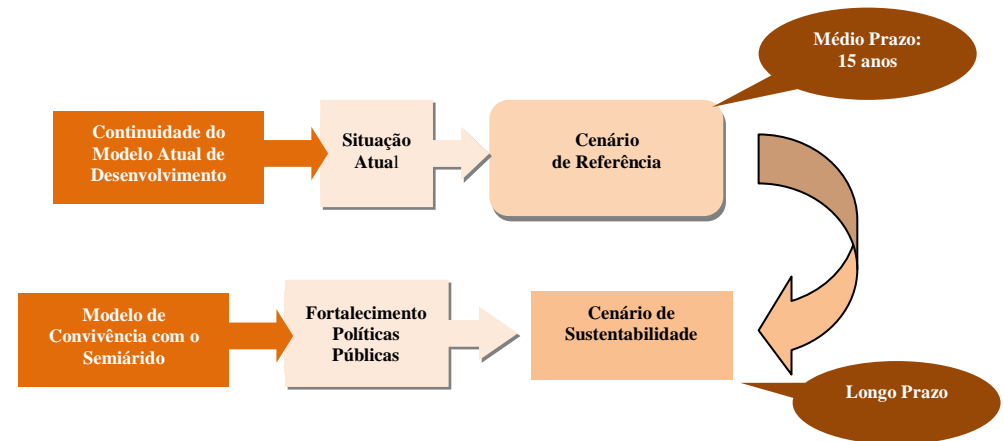 Médio Prazo:
15 anos
Continuidade do
Modelo Atual de
Desenvolvimento
Situação
Atual
Cenário
de Referência
Modelo de
Convivência com o
Semiárido
Fortalecimento
Políticas
Públicas
Cenário de
Sustentabilidade
Longo Prazo